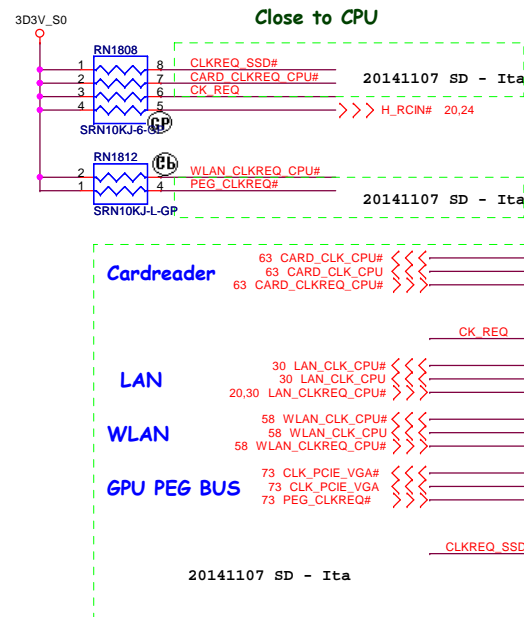 Close to CPU
3D3V_S0
RN1808
1 8 CLKREQ_SSD#
2 7 CARD_CLKREQ_CPU#
20141107 SD - Ita
3 6 CK_REQ
4 5 H_RCIN# 20,24
SRN10KJ-6-GP
RN1812
2 WLAN_CLKREQ_CPU#
1 4 PEG_CLKREQ#
20141107 SD - Ita
SRN10KJ-L-GP
Cardreader
63 CARD_CLK_CPU#
63 CARD_CLK_CPU
63 CARD_CLKREQ_CPU#
CK_REQ
LAN
30 LAN_CLK_CPU#
30 LAN_CLK_CPU
20,30 LAN_CLKREQ_CPU#
WLAN
58 WLAN_CLK_CPU#
58 WLAN_CLK_CPU
58 WLAN_CLKREQ_CPU#
GPU PEG BUS
73 CLK_PCIE_VGA#
73 CLK_PCIE_VGA
73 PEG_CLKREQ#
CLKREQ_SSD
20141107 SD - Ita